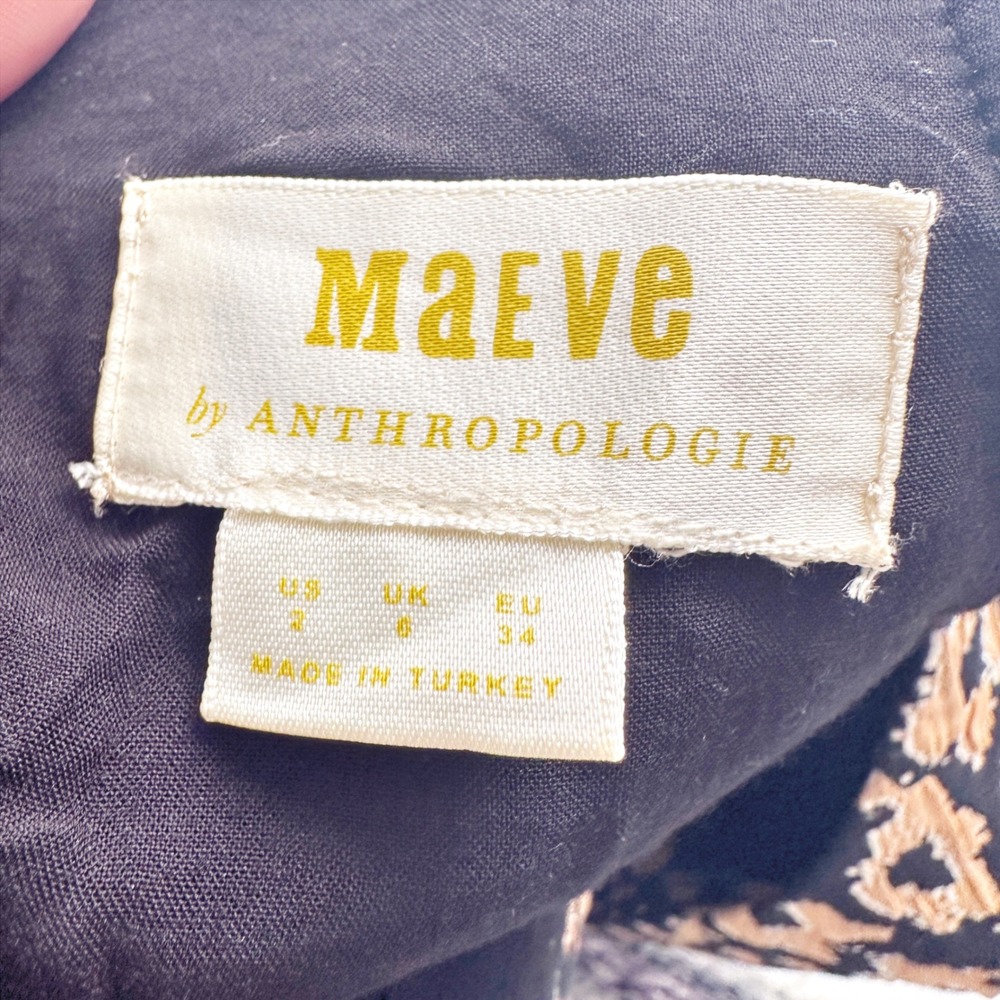 MaEve
by ANTHROPOLOGIE
US UK EU
2 6 34
MADE IN TURKEY